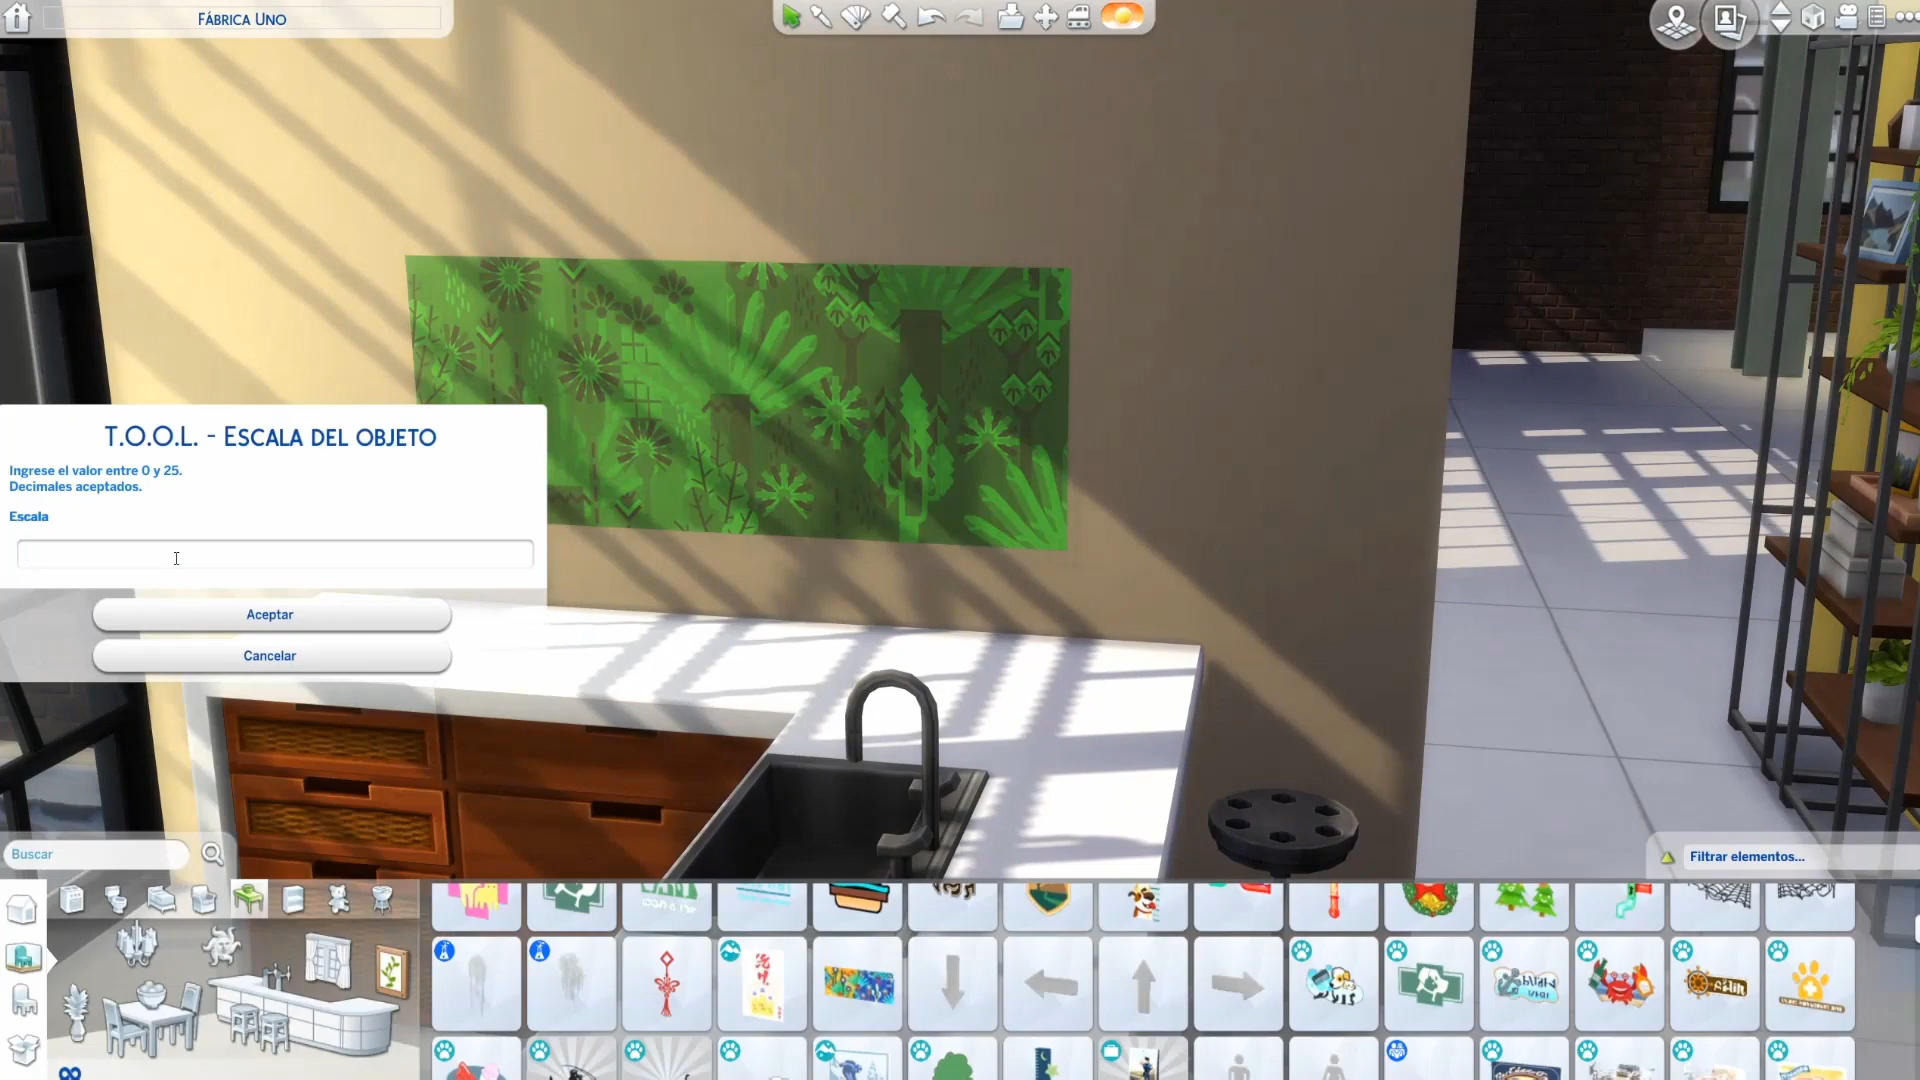 FÁBRICA UNO
T.O.O.L. - ESCALA DEL OBJETO
Ingrese el valor entre 0 y 25.
Decimales aceptados.
Escala
Aceptar
Cancelar
Buscar
Filtrar elementos...